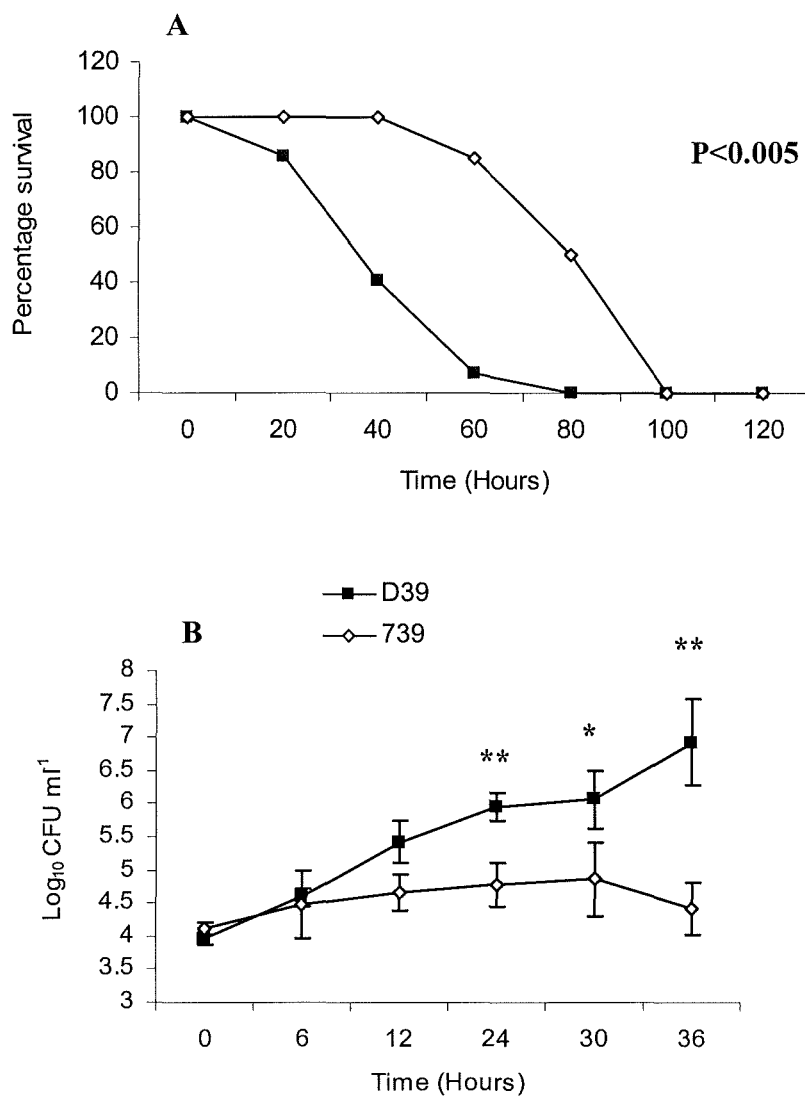 A
120
100
80
60
40
20
0
Percentage survival
P<0.005
0 20 40 60 80 100 120
Time (Hours)
D39
739
B
8
7.5
7
6.5
6
5.5
5
4.5
4
3.5
3
Log₁₀ CFU ml⁻¹
** * **
0 6 12 24 30 36
Time (Hours)